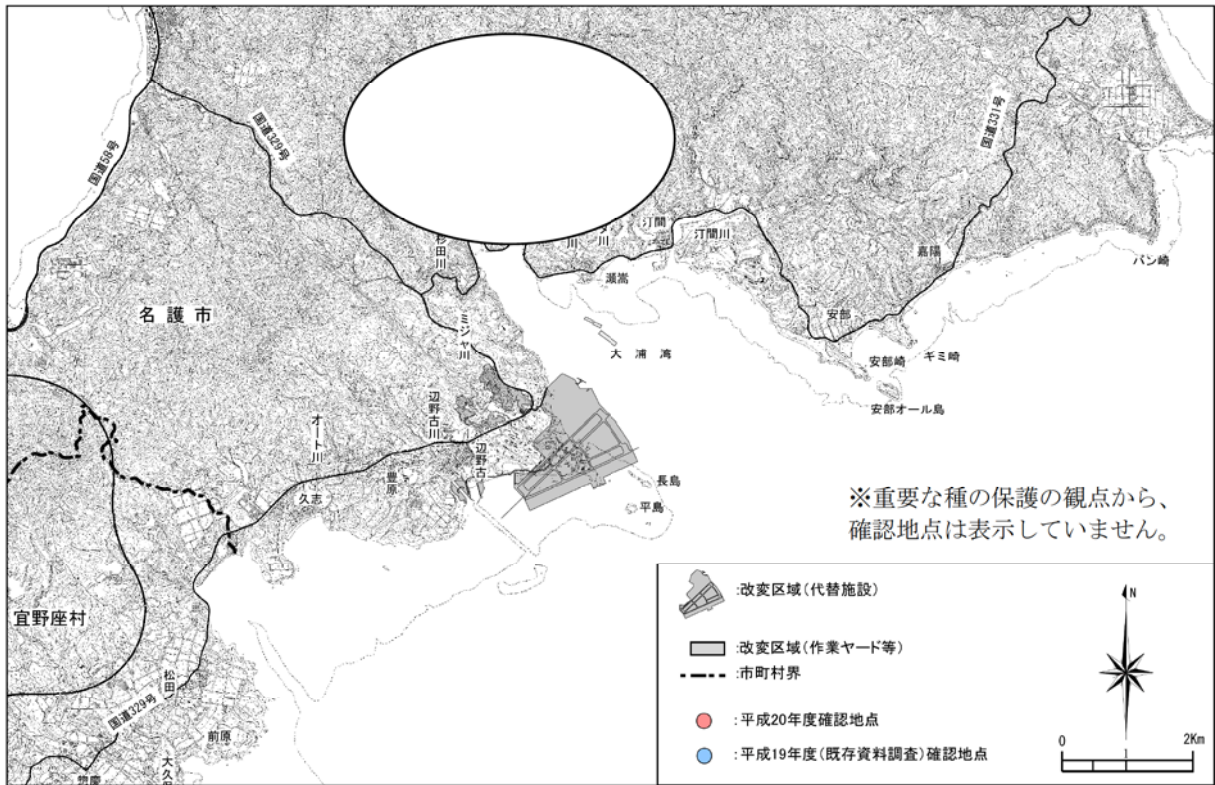 国道58号
国道329号
国道331号
名護市
杉田川
川
川
汀間
汀間川
瀬嵩
嘉陽
バン崎
安部
安部崎
ギミ崎
安部オール島
大浦湾
ミジャ川
辺野古川
辺野古
オート川
久志
豊原
長島
平島
※重要な種の保護の観点から、
確認地点は表示していません。
宜野座村
松田
国道329号
前原
惣慶
:改変区域(代替施設)
:改変区域(作業ヤード等)
:市町村界
:平成20年度確認地点
:平成19年度(既存資料調査)確認地点
N
0 2Km